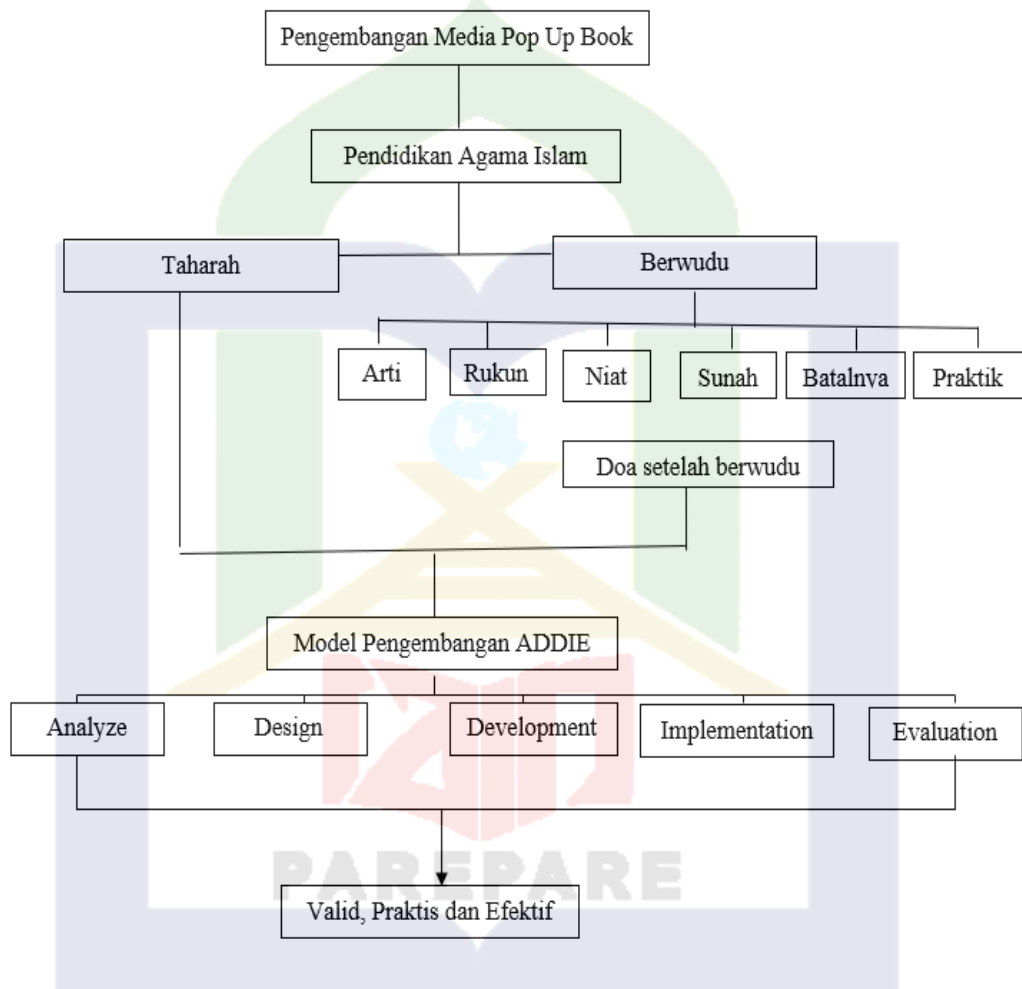 Pengembangan Media Pop Up Book
Pendidikan Agama Islam
Taharah
Berwudu
Arti
Rukun
Niat
Sunah
Batalnya
Praktik
Doa setelah berwudu
Model Pengembangan ADDIE
Analyze
Design
Development
Implementation
Evaluation
PAREPARE
Valid, Praktis dan Efektif